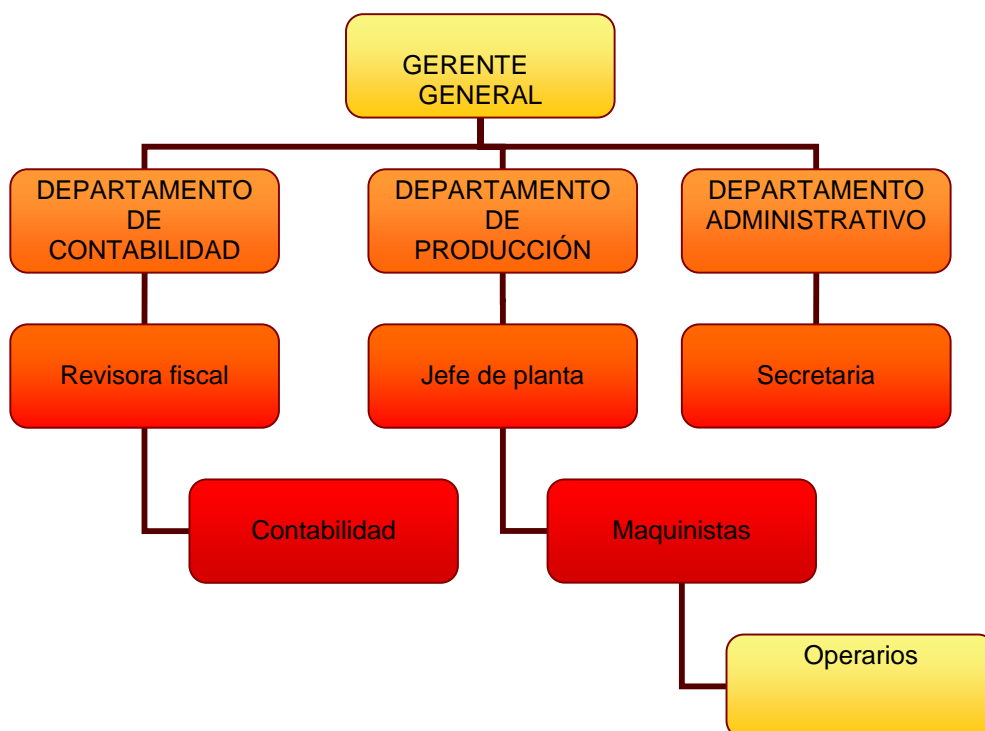 GERENTE
GENERAL
DEPARTAMENTO
DE
CONTABILIDAD
DEPARTAMENTO
DE
PRODUCCIÓN
DEPARTAMENTO
ADMINISTRATIVO
Revisora fiscal
Jefe de planta
Secretaria
Contabilidad
Maquinistas
Operarios